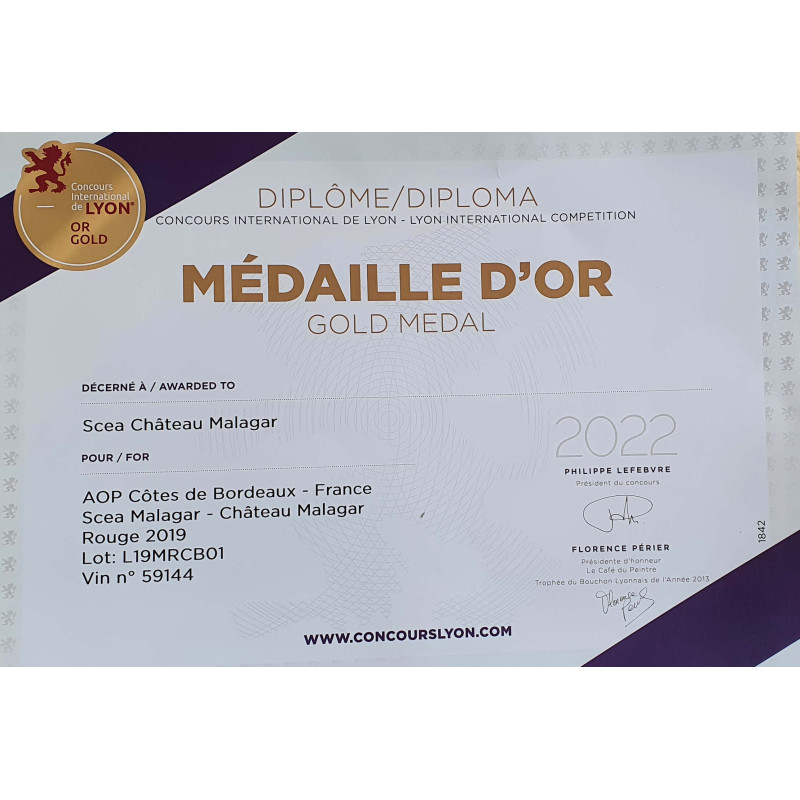 Concours
International
de LYON
OR
GOLD
DIPLÔME/DIPLOMA
CONCOURS INTERNATIONAL DE LYON - LYON INTERNATIONAL COMPETITION
MÉDAILLE D'OR
GOLD MEDAL
DÉCERNÉ À / AWARDED TO
Scea Château Malagar
POUR / FOR
AOP Côtes de Bordeaux - France
Scea Malagar - Château Malagar
Rouge 2019
Lot: L19MRCB01
Vin n° 59144
2022
PHILIPPE LEFEBVRE
Président du concours
FLORENCE PÉRIER
Présidente d'honneur
Le Café du Peintre
Trophée du Bouchon Lyonnais de l'Année 2013
1842
WWW.CONCOURSLYON.COM